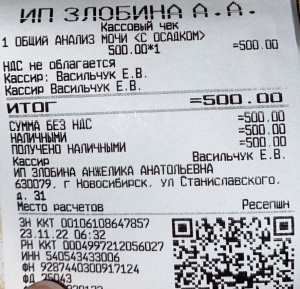 ИП ЗЛОБИНА А.А.
Кассовый чек
1 ОБЩИЙ АНАЛИЗ МОЧИ <С ОСАДКОМ>
500.00*1 =500.00
НДС не облагается
Кассир: Васильчук Е.В.
Кассир Васильчук Е.В.
ИТОГ =500.00
СУММА БЕЗ НДС =500.00
НАЛИЧНЫМИ =500.00
ПОЛУЧЕНО НАЛИЧНЫМИ =500.00
Кассир Васильчук Е.В.
ИП ЗЛОБИНА АНЖЕЛИКА АНАТОЛЬЕВНА
630079, г Новосибирск, ул Станиславского,
д. 31
Место расчетов Ресепшн
ЗН ККТ 00106108647857
23.11.22 06:32
РН ККТ 0004997212056027
ИНН 540543433006
ФН 9287440300917124
ФД 75043